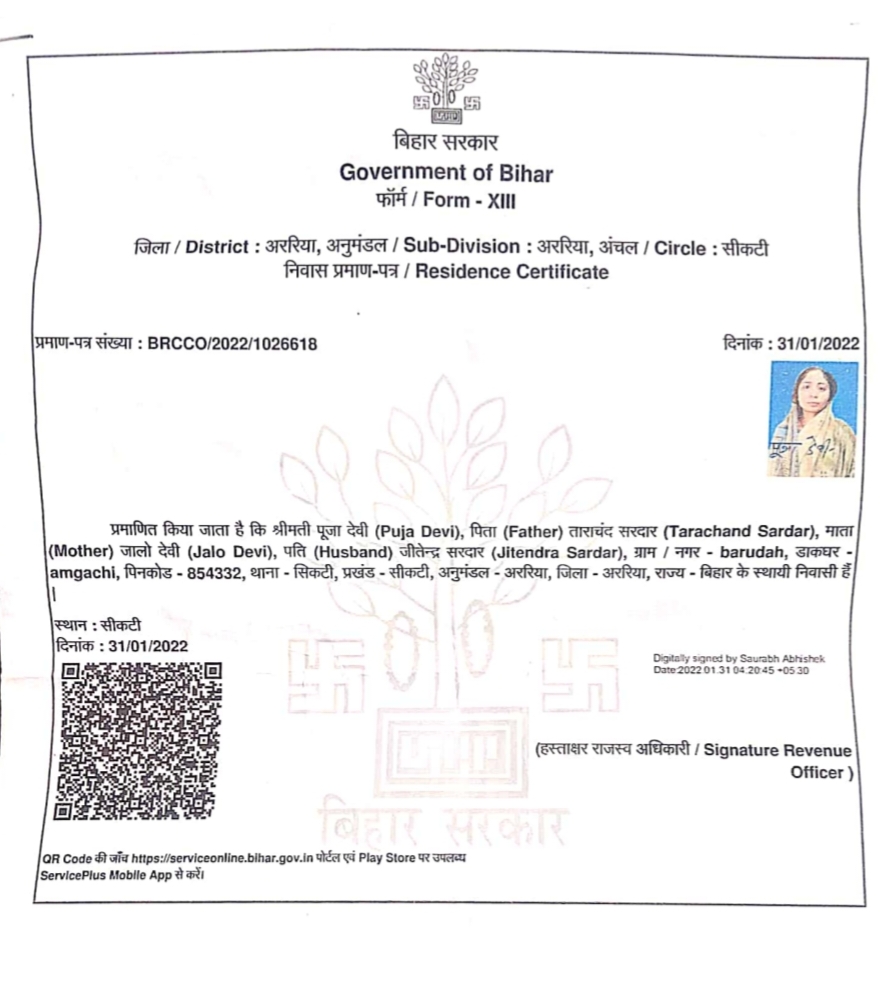 बिहार सरकार
Government of Bihar
फॉर्म / Form - XIII
जिला / District : अररिया, अनुमंडल / Sub-Division : अररिया, अंचल / Circle : सीकटी
निवास प्रमाण-पत्र / Residence Certificate
प्रमाण-पत्र संख्या : BRCCO/2022/1026618
दिनांक : 31/01/2022
पूजा देवी
प्रमाणित किया जाता है कि श्रीमती पूजा देवी (Puja Devi), पिता (Father) ताराचंद सरदार (Tarachand Sardar), माता
(Mother) जालो देवी (Jalo Devi), पति (Husband) जीतेन्द्र सरदार (Jitendra Sardar), ग्राम / नगर - barudah, डाकघर -
amgachi, पिनकोड - 854332, थाना - सिकटी, प्रखंड - सीकटी, अनुमंडल - अररिया, जिला - अररिया, राज्य - बिहार के स्थायी निवासी हैं
|
स्थान : सीकटी
दिनांक : 31/01/2022
Digitally signed by Saurabh Abhishek
Date:2022.01.31 04:20:45 +05:30
(हस्ताक्षर राजस्व अधिकारी / Signature Revenue
Officer )
बिहार सरकार
QR Code की जाँच https://serviceonline.bihar.gov.in पोर्टल एवं Play Store पर उपलब्ध
ServicePlus Mobile App से करें।